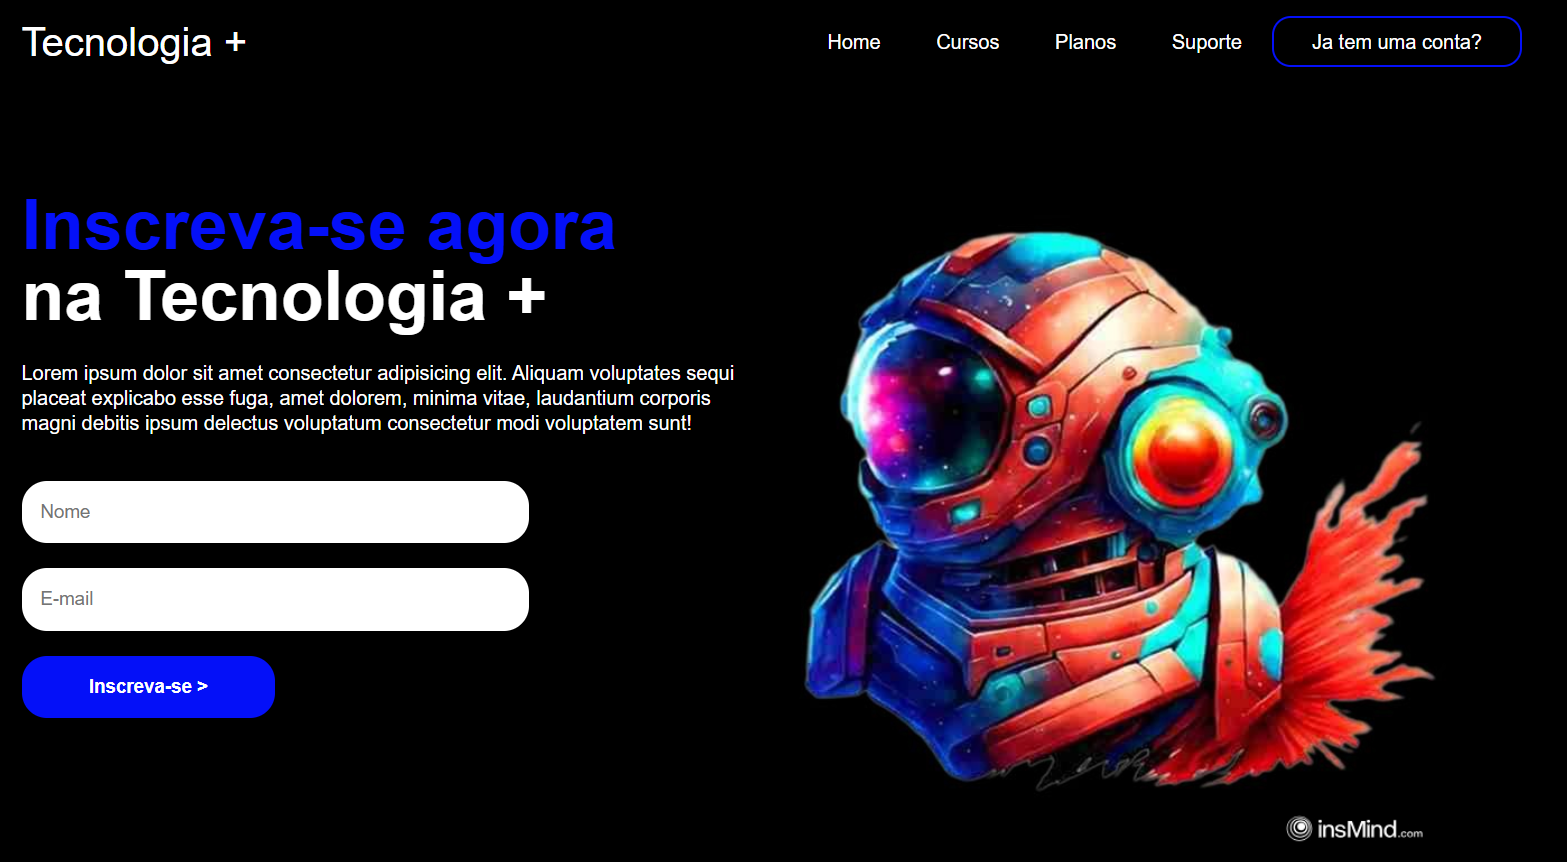 Tecnologia +
Home
Cursos
Planos
Suporte
Ja tem uma conta?
Inscreva-se agora
na Tecnologia +
Lorem ipsum dolor sit amet consectetur adipisicing elit. Aliquam voluptates sequi
placeat explicabo esse fuga, amet dolorem, minima vitae, laudantium corporis
magni debitis ipsum delectus voluptatum consectetur modi voluptatem sunt!
Nome
E-mail
Inscreva-se >
insMind.com